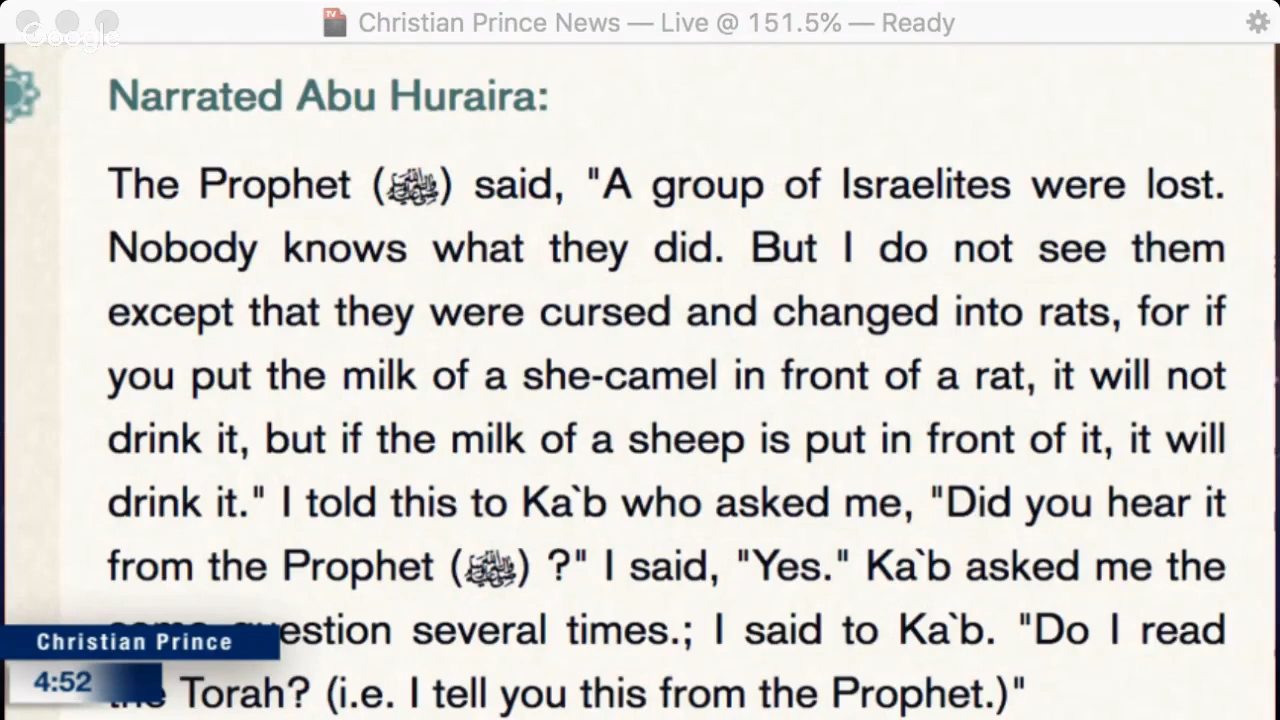 Christian Prince News — Live @ 151.5% — Ready
Google
Narrated Abu Huraira:
The Prophet (ﷺ) said, "A group of Israelites were lost.
Nobody knows what they did. But I do not see them
except that they were cursed and changed into rats, for if
you put the milk of a she-camel in front of a rat, it will not
drink it, but if the milk of a sheep is put in front of it, it will
drink it." I told this to Ka`b who asked me, "Did you hear it
from the Prophet (ﷺ) ?" I said, "Yes." Ka`b asked me the
same question several times.; I said to Ka`b. "Do I read
the Torah? (i.e. I tell you this from the Prophet.)"
Christian Prince
4:52